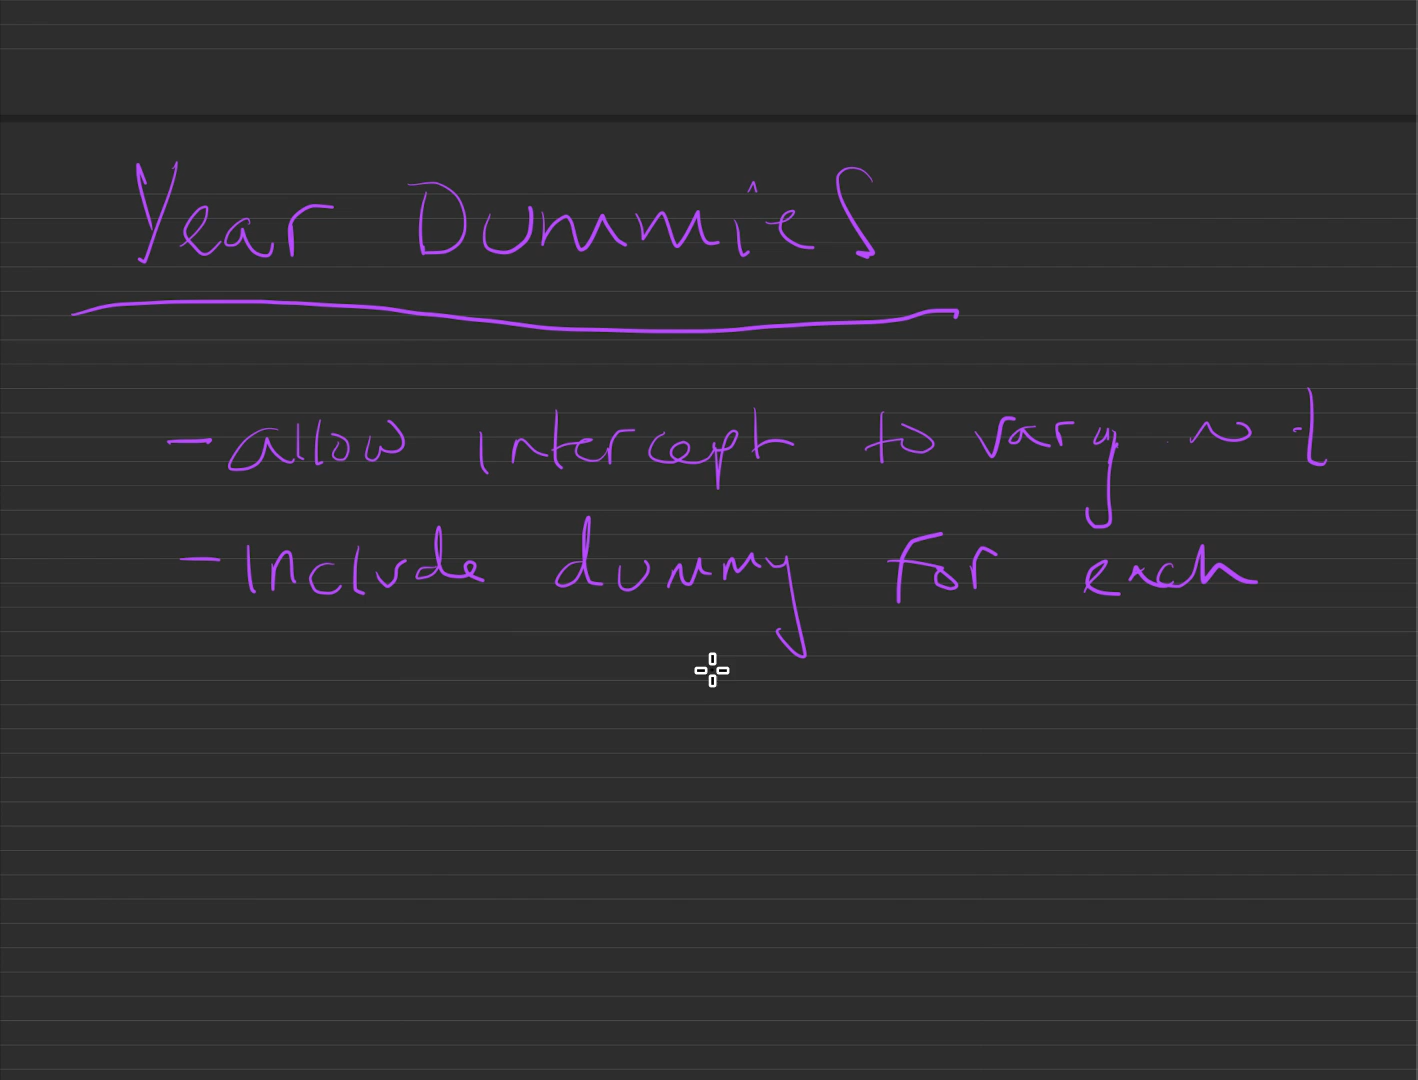 Year Dummies
- allow intercept to vary
- Include dummy for each